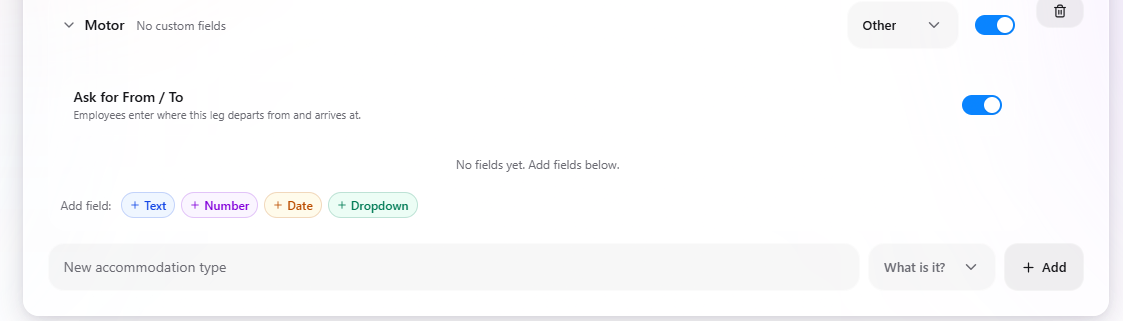 Motor No custom fields Other
Ask for From / To
Employees enter where this leg departs from and arrives at.
No fields yet. Add fields below.
Add field: + Text + Number + Date + Dropdown
New accommodation type What is it? + Add